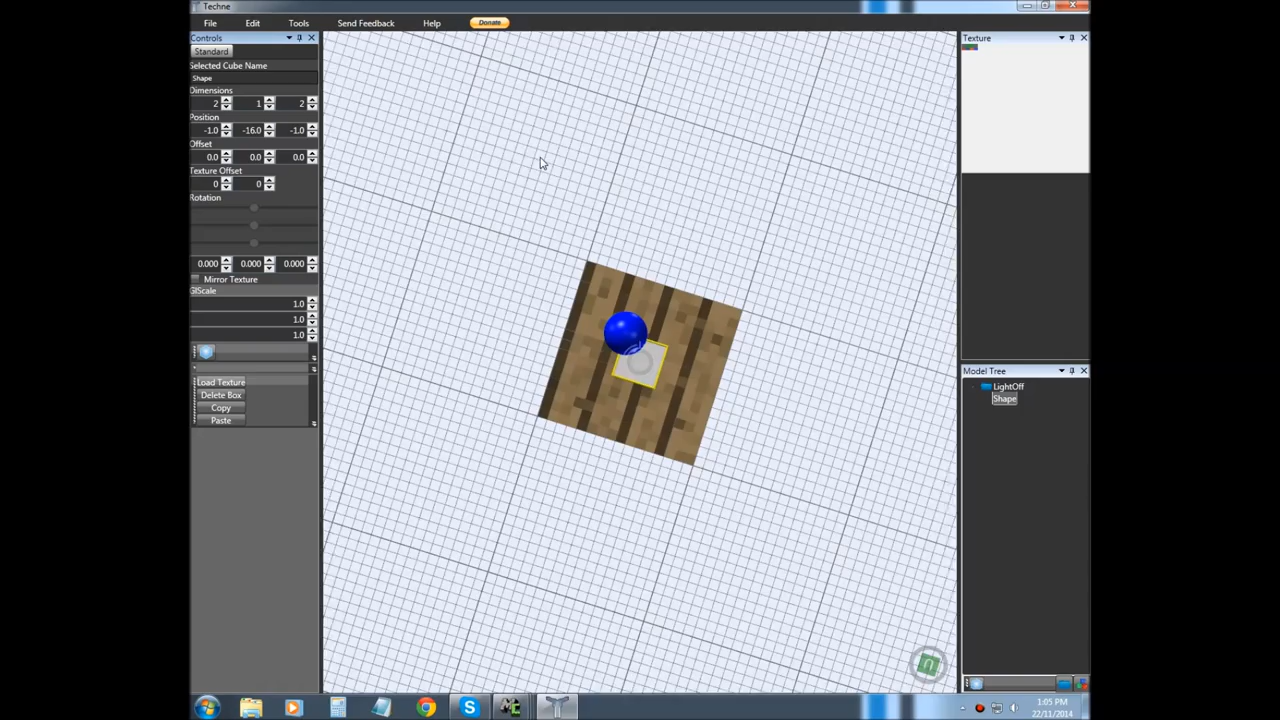 Techne
File Edit Tools Send Feedback Help Donate
Controls
Standard
Selected Cube Name
Shape
Dimensions
2 1 2
Position
-1.0 -16.0 -1.0
Offset
0.0 0.0 0.0
Texture Offset
0 0
Rotation
0.000 0.000 0.000
Mirror Texture
GlScale
1.0
1.0
1.0
Load Texture
Delete Box
Copy
Paste
Texture
Model Tree
LightOff
Shape
1:05 PM
22/11/2014